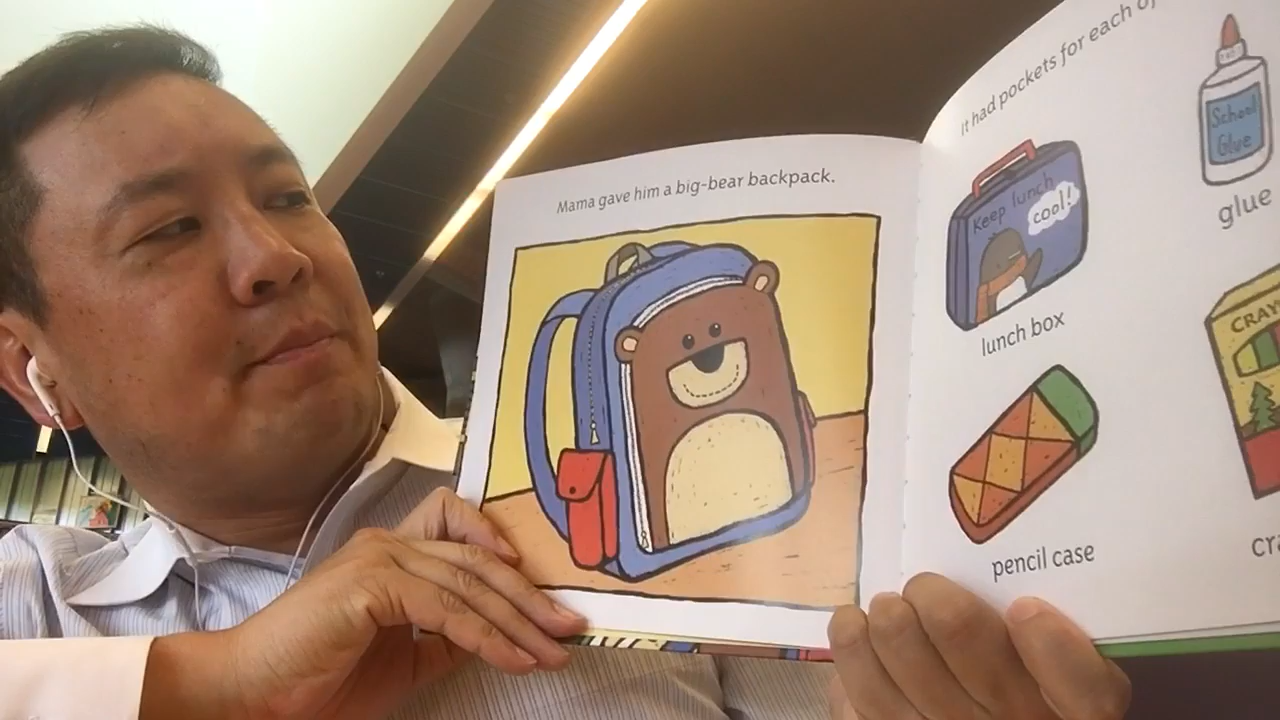 Mama gave him a big-bear backpack.
It had pockets for each of
Keep lunch
cool!
lunch box
pencil case
School
Glue
glue
CRAY
cra